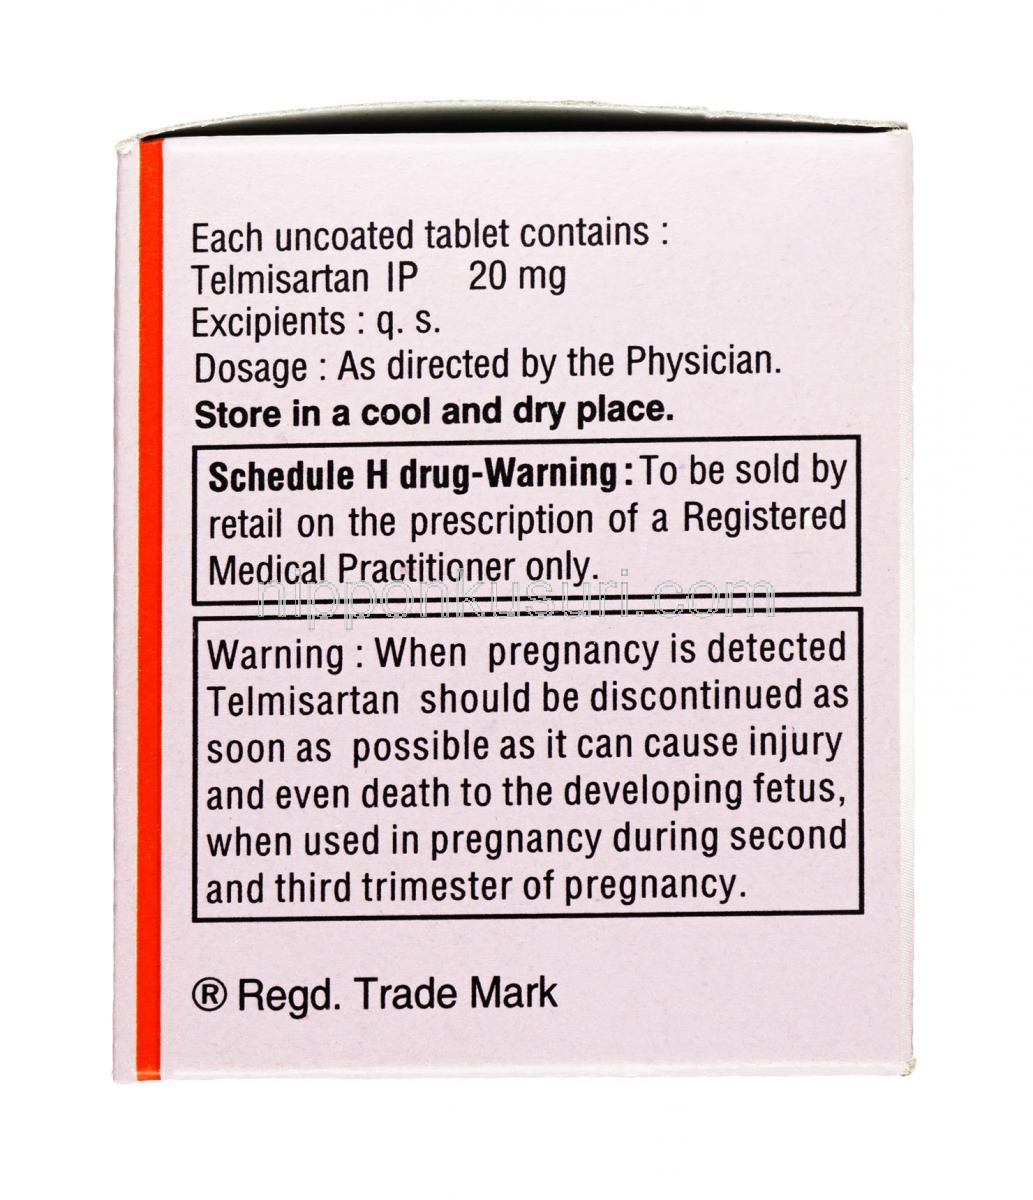 Each uncoated tablet contains :
Telmisartan IP 20 mg
Excipients : q. s.
Dosage : As directed by the Physician.
Store in a cool and dry place.
Schedule H drug-Warning : To be sold by
retail on the prescription of a Registered
Medical Practitioner only.
nipponkusuri.com
Warning : When pregnancy is detected
Telmisartan should be discontinued as
soon as possible as it can cause injury
and even death to the developing fetus,
when used in pregnancy during second
and third trimester of pregnancy.
® Regd. Trade Mark